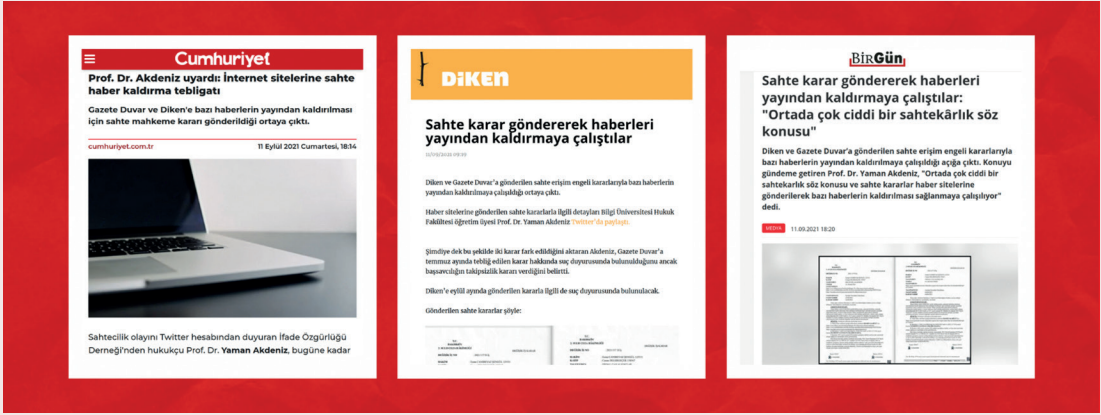 Cumhuriyet
Prof. Dr. Akdeniz uyardı: İnternet sitelerine sahte
haber kaldırma tebligatı
Gazete Duvar ve Diken'e bazı haberlerin yayından kaldırılması
için sahte mahkeme kararı gönderildiği ortaya çıktı.
cumhuriyet.com.tr
11 Eylül 2021 Cumartesi, 18:14
Sahtecilik olayını Twitter hesabından duyuran İfade Özgürlüğü
Derneği'nden hukukçu Prof. Dr. Yaman Akdeniz, bugüne kadar
DiKEN
Sahte karar göndererek haberleri
yayından kaldırmaya çalıştılar
Diken ve Gazete Duvar'a gönderilen sahte erişim engeli kararlarıyla bazı haberlerin
yayından kaldırılmaya çalışıldığı ortaya çıktı.
Haber sitelerine gönderilen sahte kararlarla ilgili detayları Bilgi Üniversitesi Hukuk
Fakültesi öğretim üyesi Prof. Dr. Yaman Akdeniz Twitter'da paylaştı.
Şimdiye dek bu şekilde iki karar fark edildiğini aktaran Akdeniz, Gazete Duvar'a
temmuz ayında tebliğ edilen karar hakkında suç duyurusunda bulunulduğunu ancak
başsavcılığın takipsizlik kararı verdiğini belirtti.
Diken'e eylül ayında gönderilen kararla ilgili de suç duyurusunda bulunulacak.
Gönderilen sahte kararlar şöyle:
BİRGÜN
Sahte karar göndererek haberleri
yayından kaldırmaya çalıştılar:
"Ortada çok ciddi bir sahtekârlık söz
konusu"
Diken ve Gazete Duvar'a gönderilen sahte erişim engeli kararlarıyla
bazı haberlerin yayından kaldırılmaya çalışıldığı açığa çıktı. Konuyu
gündeme getiren Prof. Dr. Yaman Akdeniz, "Ortada çok ciddi bir
sahtekarlık söz konusu ve sahte kararlar haber sitelerine
gönderilerek bazı haberlerin kaldırılması sağlanmaya çalışılıyor"
dedi.
MEDYA
11.09.2021 18:20